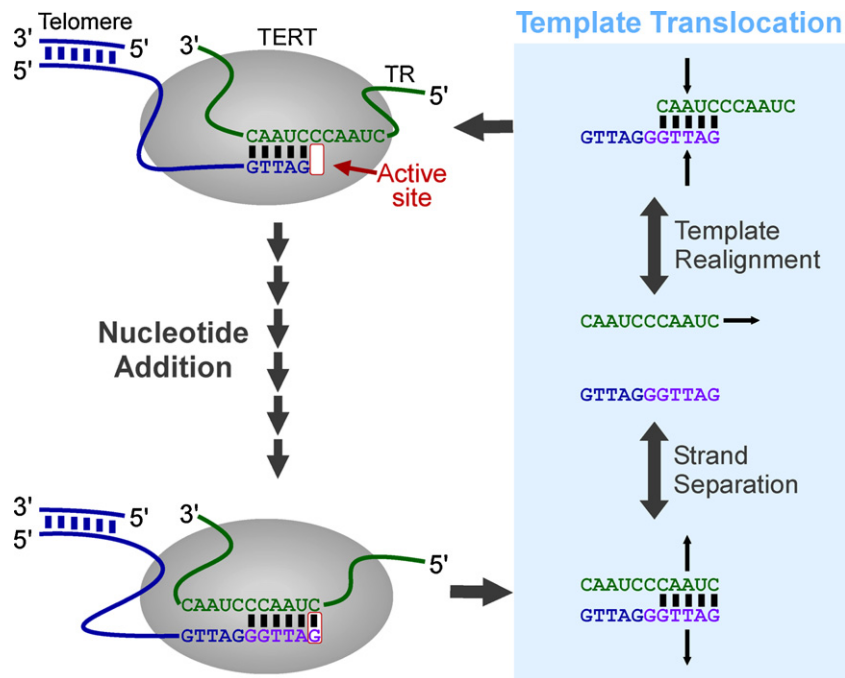 Telomere
3'
5'
5'
3'
TERT
TR
5'
CAAUCCCAAUC
GTTAG
Active
site
Nucleotide
Addition
3'
5'
5'
3'
5'
CAAUCCCAAUC
GTTAGGGTTAG
Template Translocation
CAAUCCCAAUC
GTTAGGGTTAG
Template
Realignment
CAAUCCCAAUC
GTTAGGGTTAG
Strand
Separation
CAAUCCCAAUC
GTTAGGGTTAG